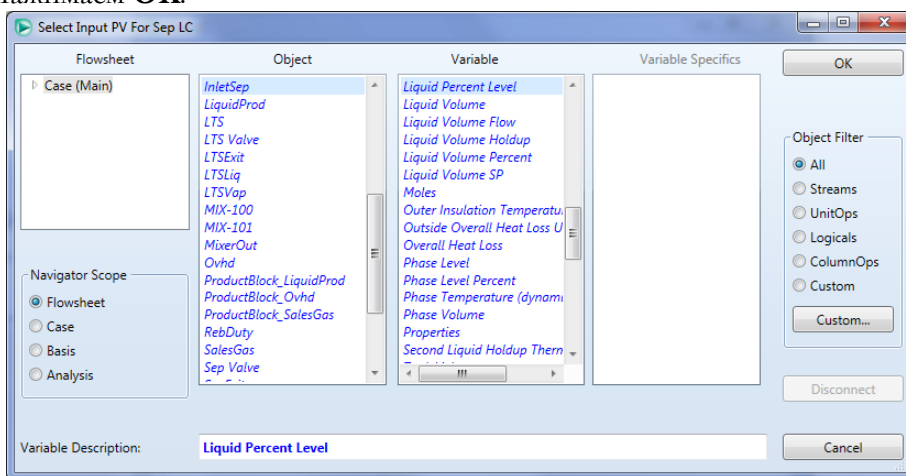 нажимаем ОК.
Select Input PV For Sep LC
Flowsheet
Case (Main)
Navigator Scope
Flowsheet
Case
Basis
Analysis
Object
InletSep
LiquidProd
LTS
LTS Valve
LTSExit
LTSLiq
LTSVap
MIX-100
MIX-101
MixerOut
Ovhd
ProductBlock_LiquidProd
ProductBlock_Ovhd
ProductBlock_SalesGas
RebDuty
SalesGas
Sep Valve
Variable
Liquid Percent Level
Liquid Volume
Liquid Volume Flow
Liquid Volume Holdup
Liquid Volume Percent
Liquid Volume SP
Moles
Outer Insulation Temperatu
Outside Overall Heat Loss U
Overall Heat Loss
Phase Level
Phase Level Percent
Phase Temperature (dynami
Phase Volume
Properties
Second Liquid Holdup Thern
Variable Specifics
OK
Object Filter
All
Streams
UnitOps
Logicals
ColumnOps
Custom
Custom...
Disconnect
Variable Description:
Liquid Percent Level
Cancel